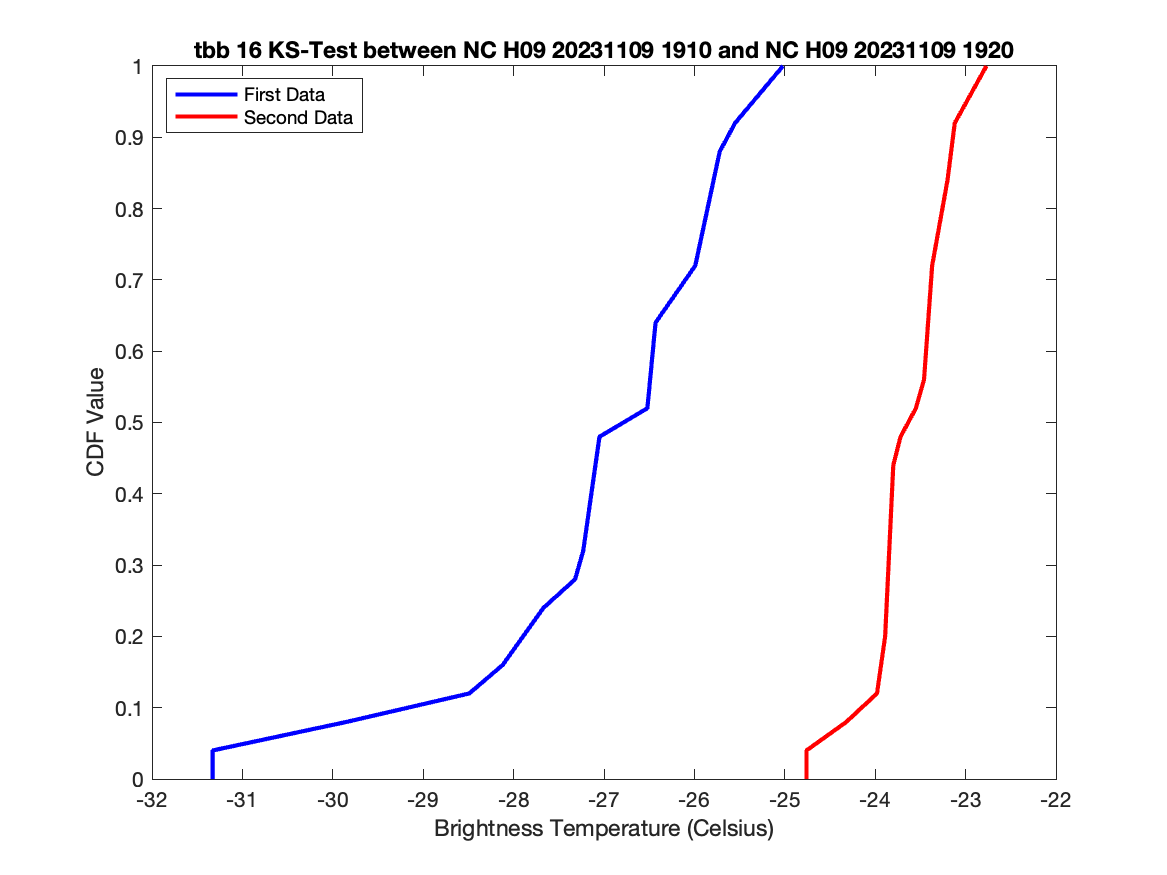 tbb 16 KS-Test between NC H09 20231109 1910 and NC H09 20231109 1920
First Data
Second Data
1
0.9
0.8
0.7
0.6
0.5
0.4
0.3
0.2
0.1
0
CDF Value
-32 -31 -30 -29 -28 -27 -26 -25 -24 -23 -22
Brightness Temperature (Celsius)